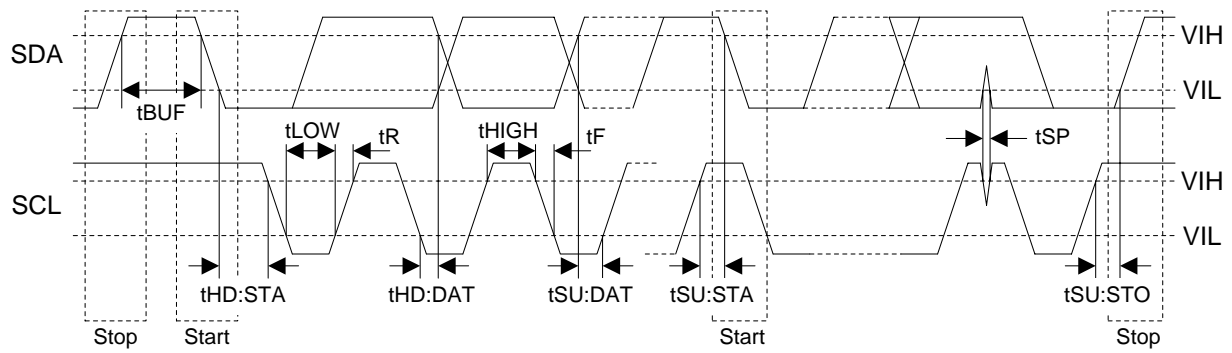 SDA
VIH
VIL
tBUF
tLOW
tR
tHIGH
tF
tSP
SCL
VIH
VIL
tHD:STA
tHD:DAT
tSU:DAT
tSU:STA
tSU:STO
Stop
Start
Start
Stop